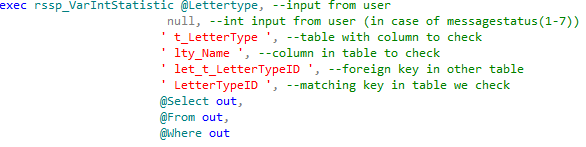 exec rssp_VarIntStatistic @Lettertype, --input from user
null, --int input from user (in case of messagestatus(1-7))
' t_LetterType ', --table with column to check
' lty_Name ', --column in table to check
' let_t_LetterTypeID ', --foreign key in other table
' LetterTypeID ', --matching key in table we check
@Select out,
@From out,
@Where out